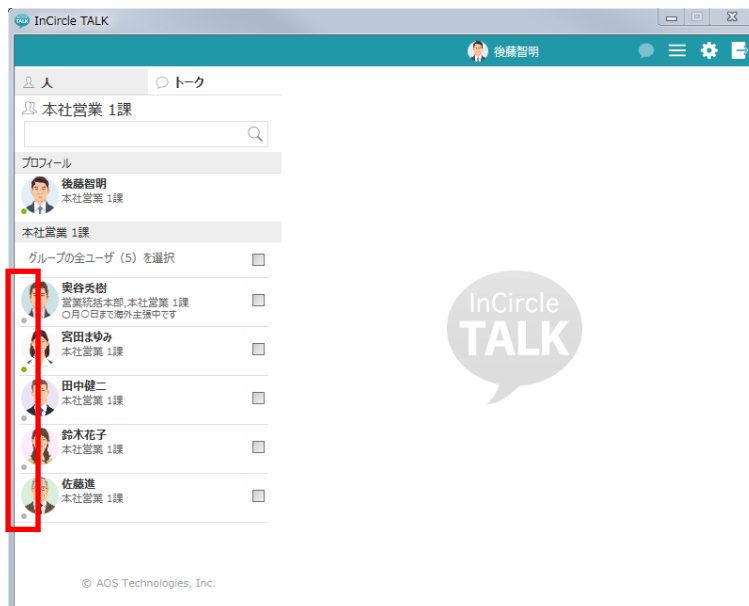 InCircle TALK
後藤智明
人
トーク
本社営業 1課
プロフィール
後藤智明
本社営業 1課
本社営業 1課
グループの全ユーザ（5）を選択
奥谷秀樹
営業統括本部,本社営業 1課
〇月〇日まで海外主張中です
宮田まゆみ
本社営業 1課
田中健二
本社営業 1課
鈴木花子
本社営業 1課
佐藤進
本社営業 1課
InCircle
TALK
© AOS Technologies, Inc.